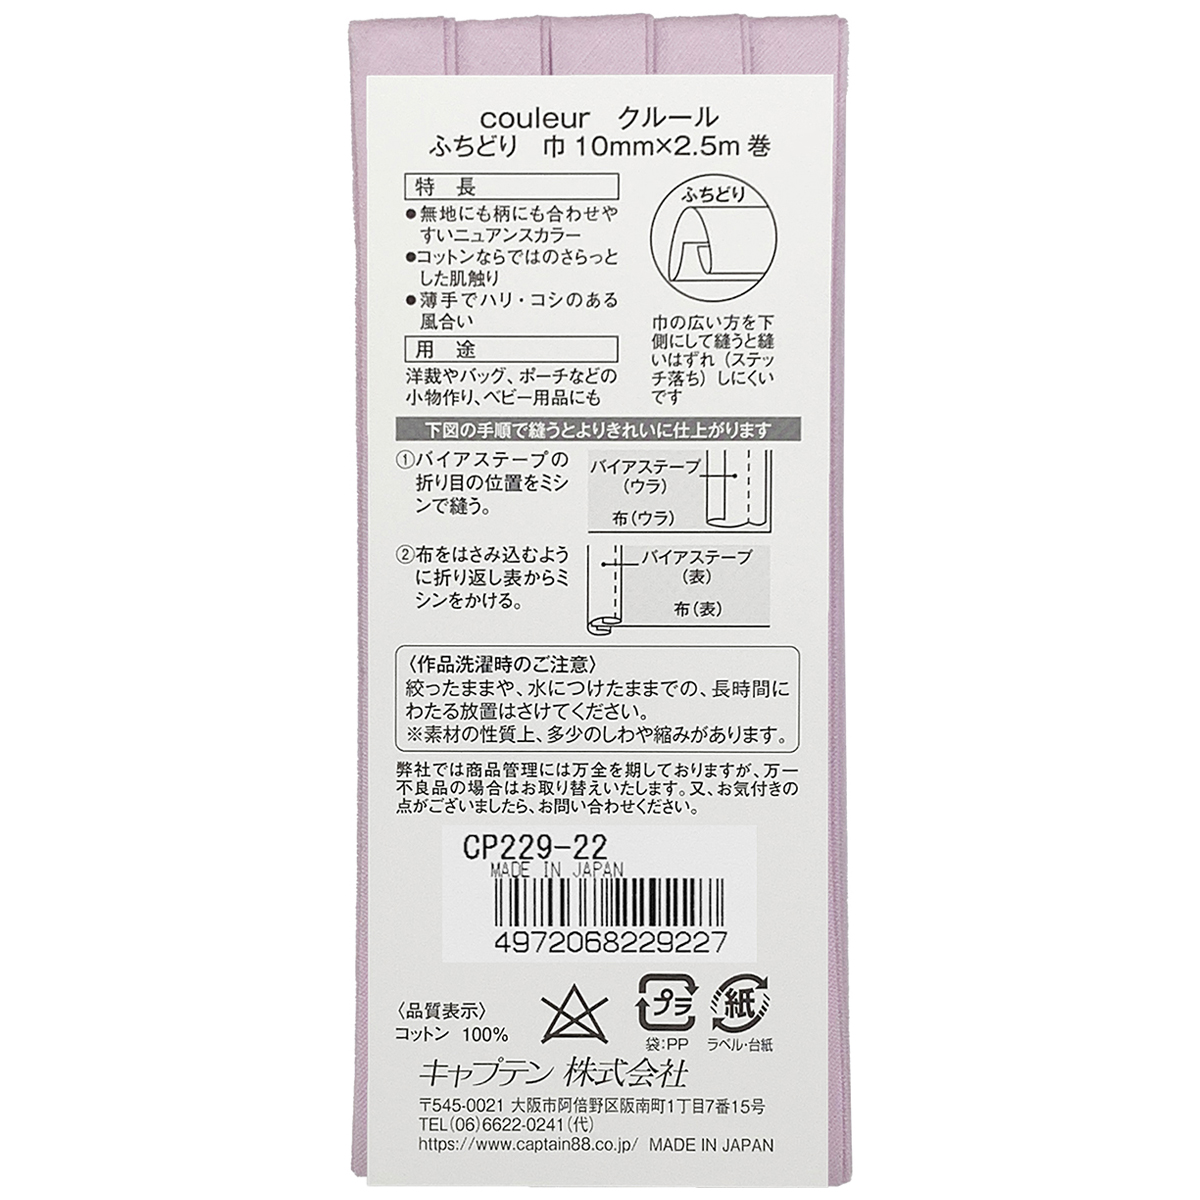 couleur クルール
ふちどり 巾10mm×2.5m巻
特 長
●無地にも柄にも合わせや
すいニュアンスカラー
●コットンならではのさらっと
した肌触り
●薄手でハリ・コシのある
風合い
用 途
洋裁やバッグ、ポーチなどの
小物作り、ベビー用品にも
ふちどり
巾の広い方を下
側にして縫うと縫
いはずれ(ステッ
チ落ち)しにくい
です
下図の手順で縫うとよりきれいに仕上がります
①バイアステープの
折り目の位置をミシ
ンで縫う。
バイアステープ
(ウラ)
布(ウラ)
②布をはさみ込むよう
に折り返し表からミ
シンをかける。
バイアステープ
(表)
布(表)
〈作品洗濯時のご注意〉
絞ったままや、水につけたままでの、長時間に
わたる放置はさけてください。
※素材の性質上、多少のしわや縮みがあります。
弊社では商品管理には万全を期しておりますが、万一
不良品の場合はお取り替えいたします。又、お気付きの
点がございましたら、お問い合わせください。
CP229-22
MADE IN JAPAN
4972068229227
〈品質表示〉
コットン 100%
プラ
袋:PP
紙
ラベル・台紙
キャプテン 株式会社
〒545-0021 大阪市阿倍野区阪南町1丁目7番15号
TEL(06)6622-0241(代)
https://www.captain88.co.jp/ MADE IN JAPAN